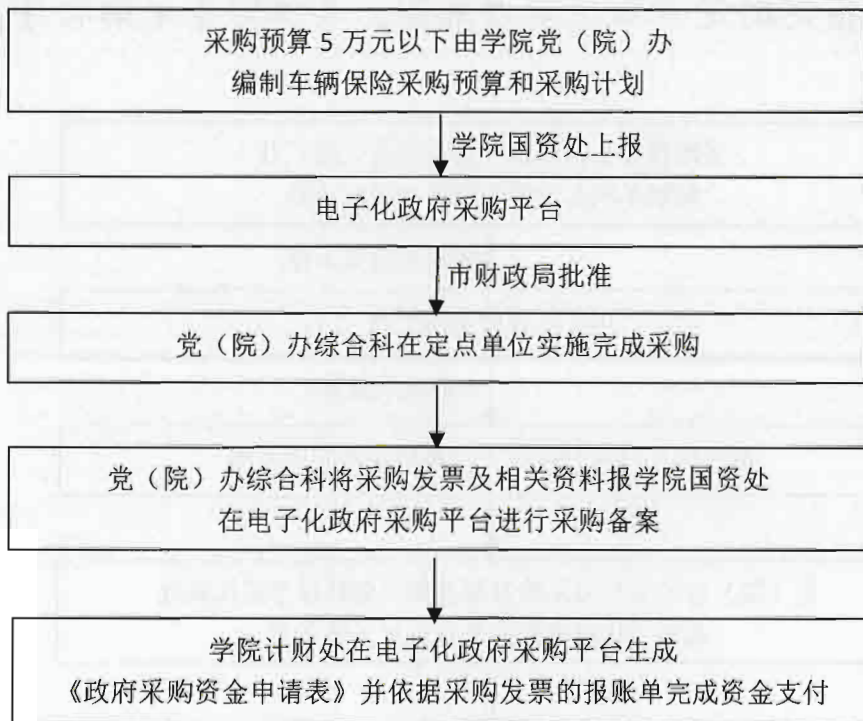 采购预算 5 万元以下由学院党（院）办
编制车辆保险采购预算和采购计划
学院国资处上报
电子化政府采购平台
市财政局批准
党（院）办综合科在定点单位实施完成采购
党（院）办综合科将采购发票及相关资料报学院国资处
在电子化政府采购平台进行采购备案
学院计财处在电子化政府采购平台生成
《政府采购资金申请表》并依据采购发票的报账单完成资金支付